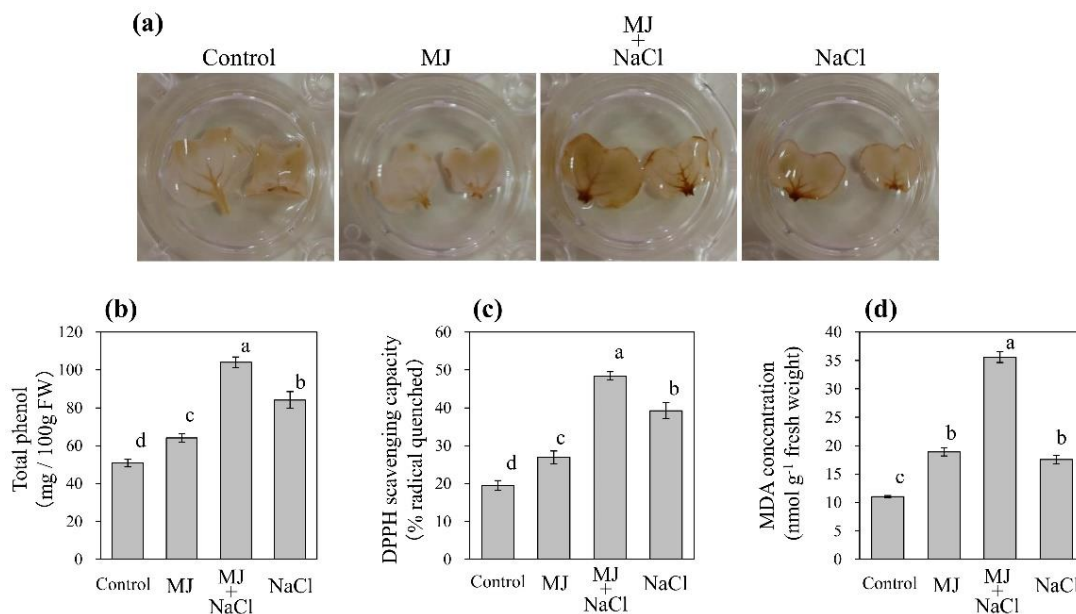 (a)
Control
MJ
MJ
+
NaCl
NaCl
(b)
Total phenol
(mg / 100g FW)
120
100
80
60
40
20
0
d
c
a
b
Control
MJ
MJ
+
NaCl
NaCl
(c)
DPPH scavenging capacity
(% radical quenched)
60
50
40
30
20
10
0
d
c
a
b
Control
MJ
MJ
+
NaCl
NaCl
(d)
MDA concentration
(nmol g⁻¹ fresh weight)
40
35
30
25
20
15
10
5
0
c
b
a
b
Control
MJ
MJ
+
NaCl
NaCl